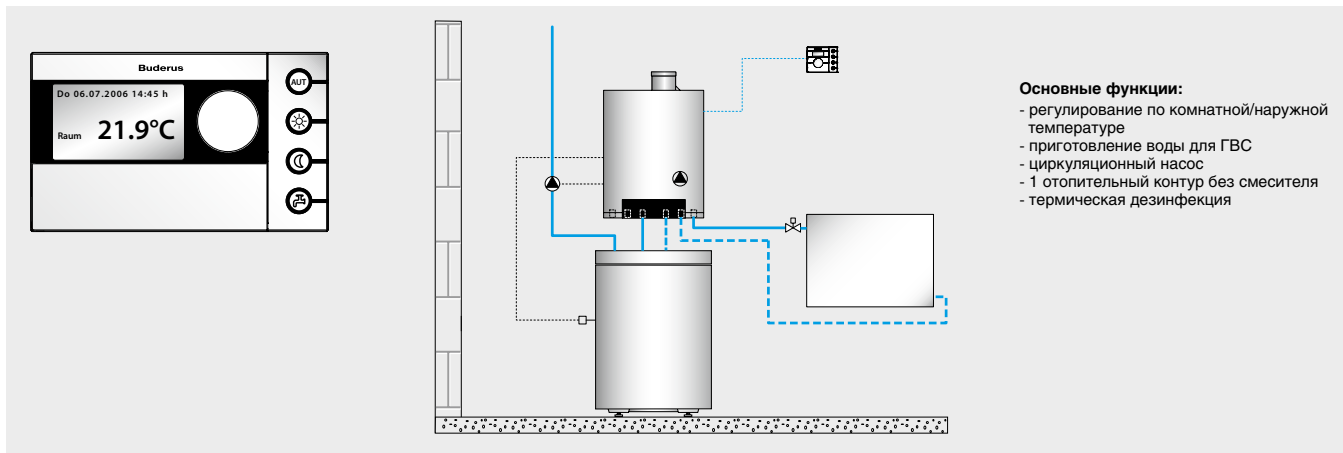 Buderus
Do 06.07.2006 14:45 h
Raum 21.9°C
AUT
Основные функции:
- регулирование по комнатной/наружной
температуре
- приготовление воды для ГВС
- циркуляционный насос
- 1 отопительный контур без смесителя
- термическая дезинфекция